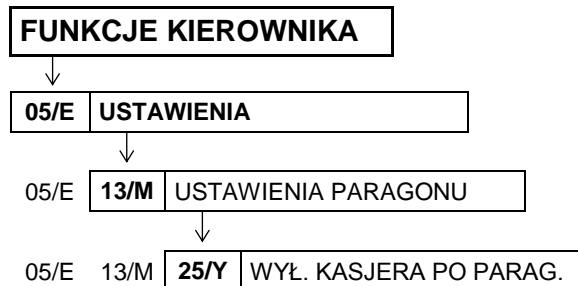 FUNKCJE KIEROWNIKA
05/E USTAWIENIA
05/E 13/M USTAWIENIA PARAGONU
05/E 13/M 25/Y WYŁ. KASJERA PO PARAG.